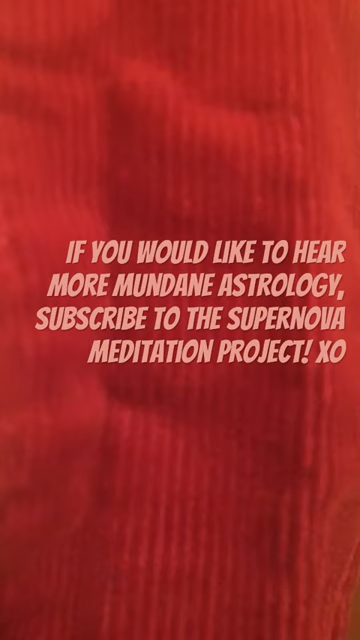 IF YOU WOULD LIKE TO HEAR
MORE MUNDANE ASTROLOGY,
SUBSCRIBE TO THE SUPERNOVA
MEDITATION PROJECT! XO